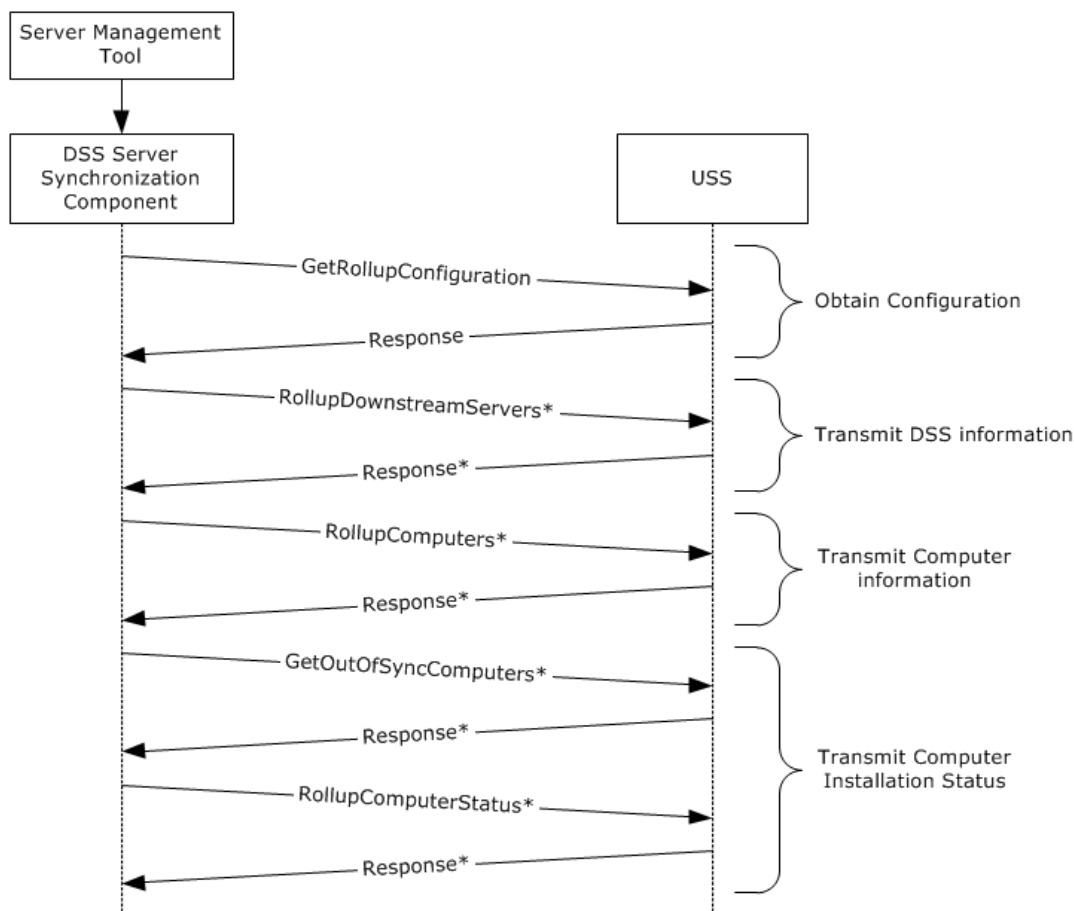 Server Management
Tool
DSS Server
Synchronization
Component
USS
GetRollupConfiguration
Obtain Configuration
Response
RollupDownstreamServers*
Transmit DSS information
Response*
RollupComputers*
Transmit Computer
information
Response*
GetOutOfSyncComputers*
Response*
Transmit Computer
Installation Status
RollupComputerStatus*
Response*